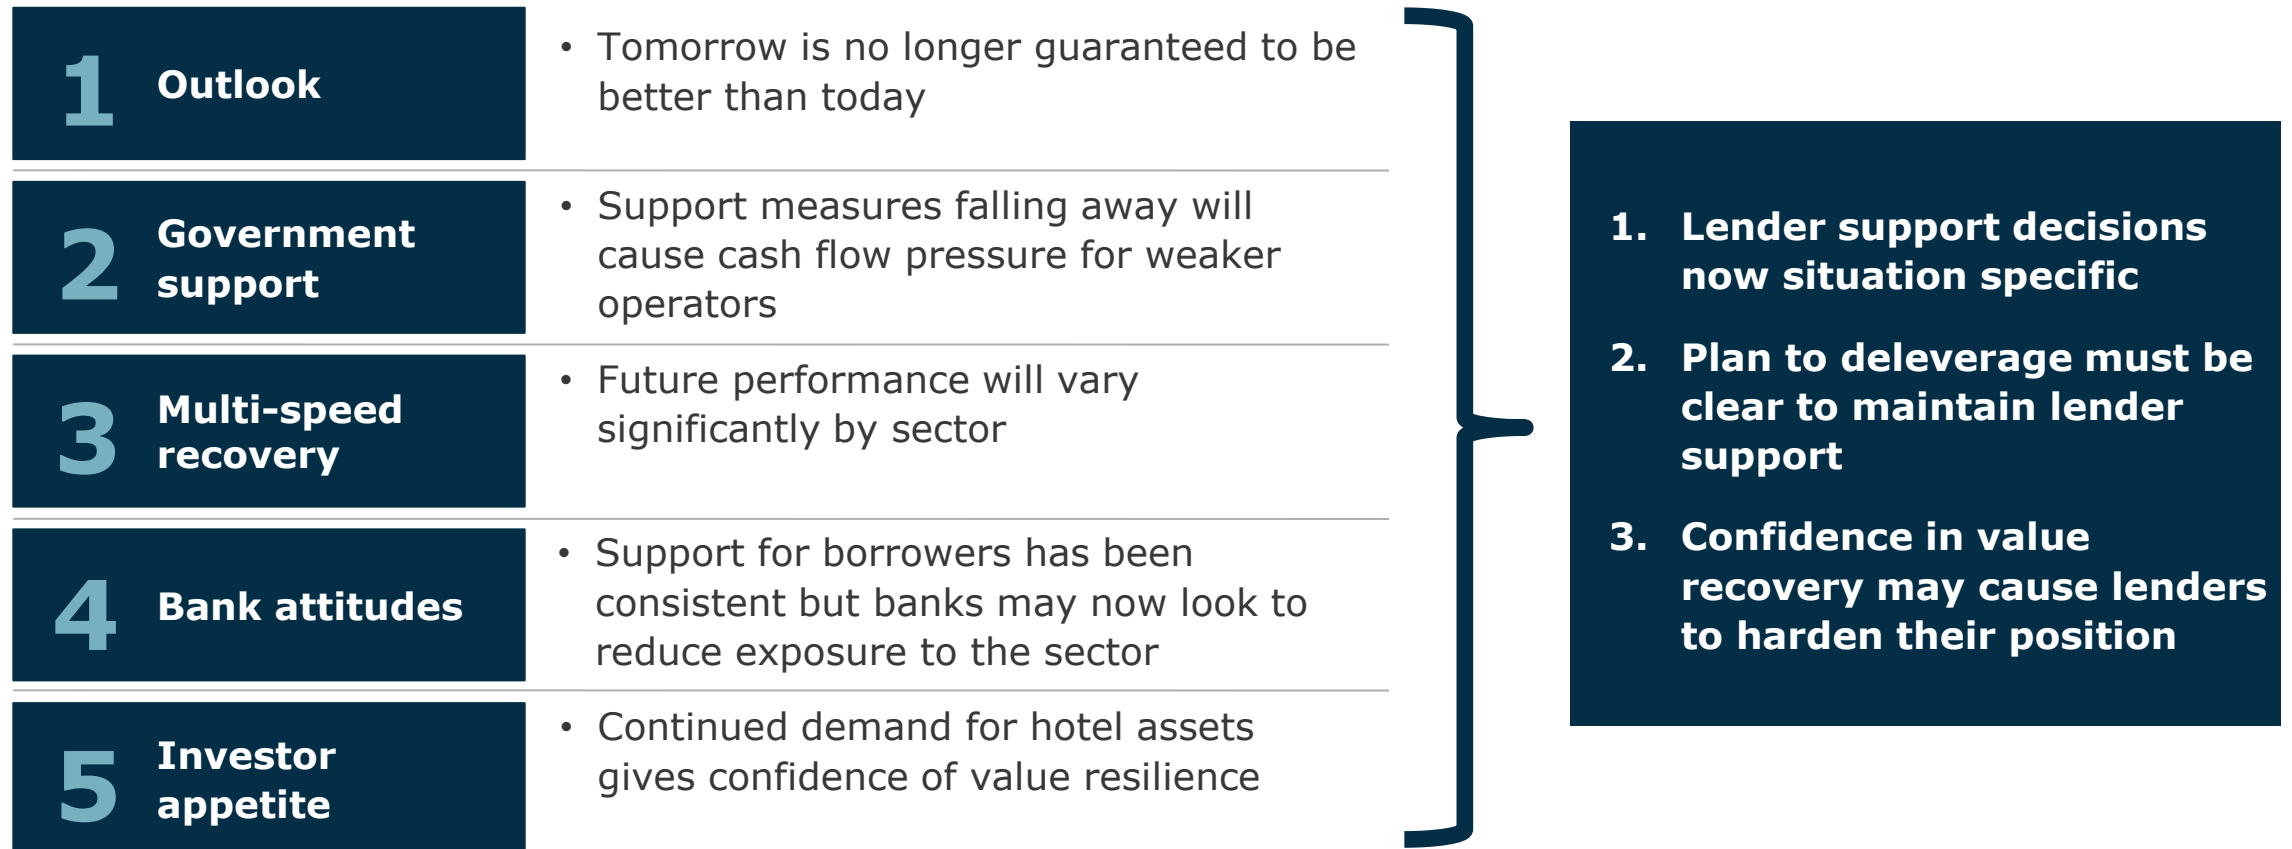 1 Outlook
• Tomorrow is no longer guaranteed to be
better than today
2 Government
support
• Support measures falling away will
cause cash flow pressure for weaker
operators
3 Multi-speed
recovery
• Future performance will vary
significantly by sector
4 Bank attitudes
• Support for borrowers has been
consistent but banks may now look to
reduce exposure to the sector
5 Investor
appetite
• Continued demand for hotel assets
gives confidence of value resilience
1. Lender support decisions
now situation specific
2. Plan to deleverage must be
clear to maintain lender
support
3. Confidence in value
recovery may cause lenders
to harden their position